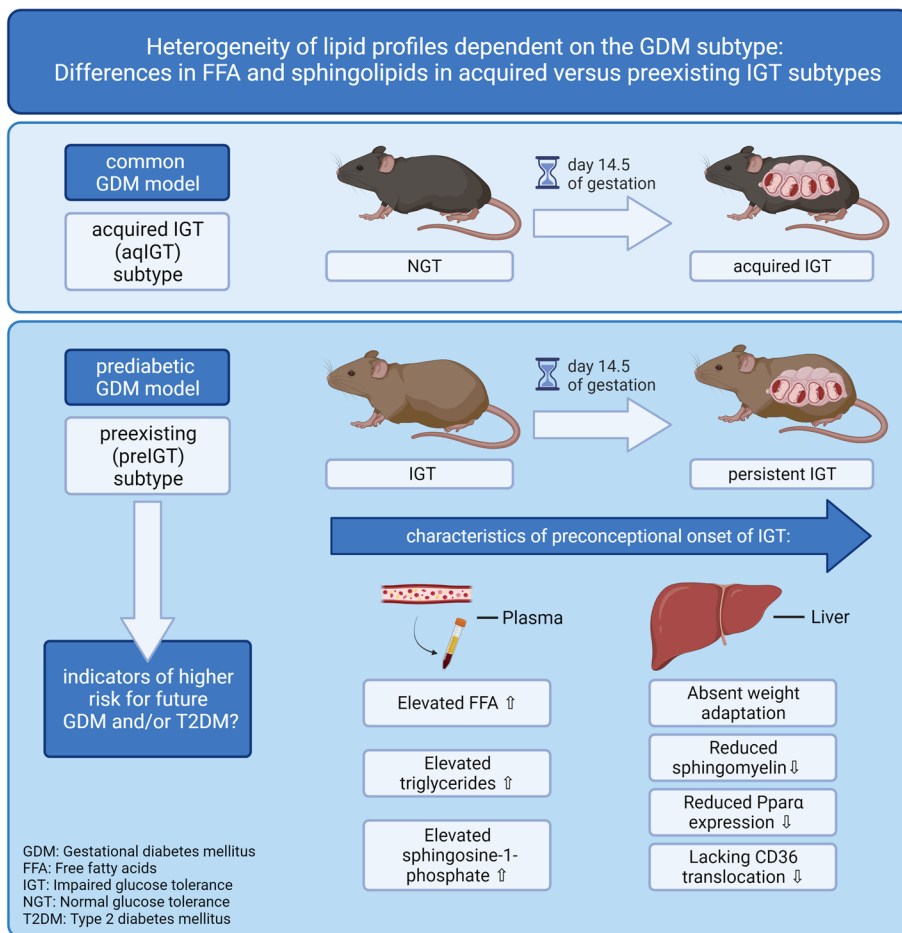 Heterogeneity of lipid profiles dependent on the GDM subtype:
Differences in FFA and sphingolipids in acquired versus preexisting IGT subtypes
common
GDM model
acquired IGT
(aqIGT)
subtype
day 14.5
of gestation
NGT
acquired IGT
prediabetic
GDM model
preexisting
(preIGT)
subtype
day 14.5
of gestation
IGT
persistent IGT
characteristics of preconceptional onset of IGT:
Plasma
Liver
indicators of higher
risk for future
GDM and/or T2DM?
Elevated FFA ⇧
Elevated
triglycerides ⇧
Elevated
sphingosine-1-
phosphate ⇧
Absent weight
adaptation
Reduced
sphingomyelin⇩
Reduced Pparα
expression ⇩
Lacking CD36
translocation ⇩
GDM: Gestational diabetes mellitus
FFA: Free fatty acids
IGT: Impaired glucose tolerance
NGT: Normal glucose tolerance
T2DM: Type 2 diabetes mellitus